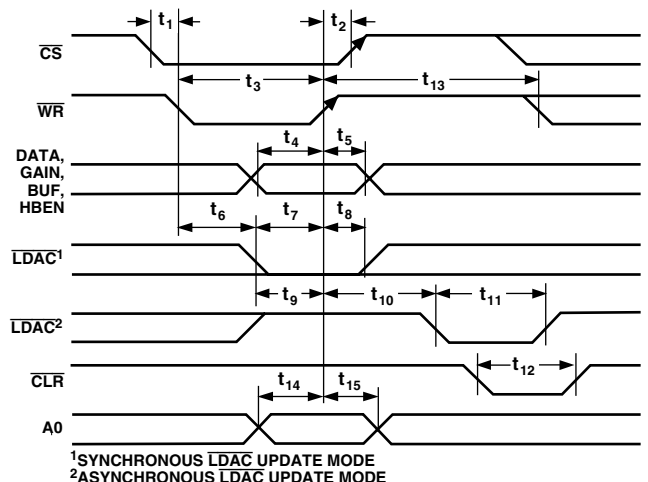 t1 t2
CS
t3 t13
WR
t4 t5
DATA,
GAIN,
BUF,
HBEN
t6 t7 t8
LDAC1
t9 t10 t11
LDAC2
t12
CLR
t14 t15
A0
1SYNCHRONOUS LDAC UPDATE MODE
2ASYNCHRONOUS LDAC UPDATE MODE